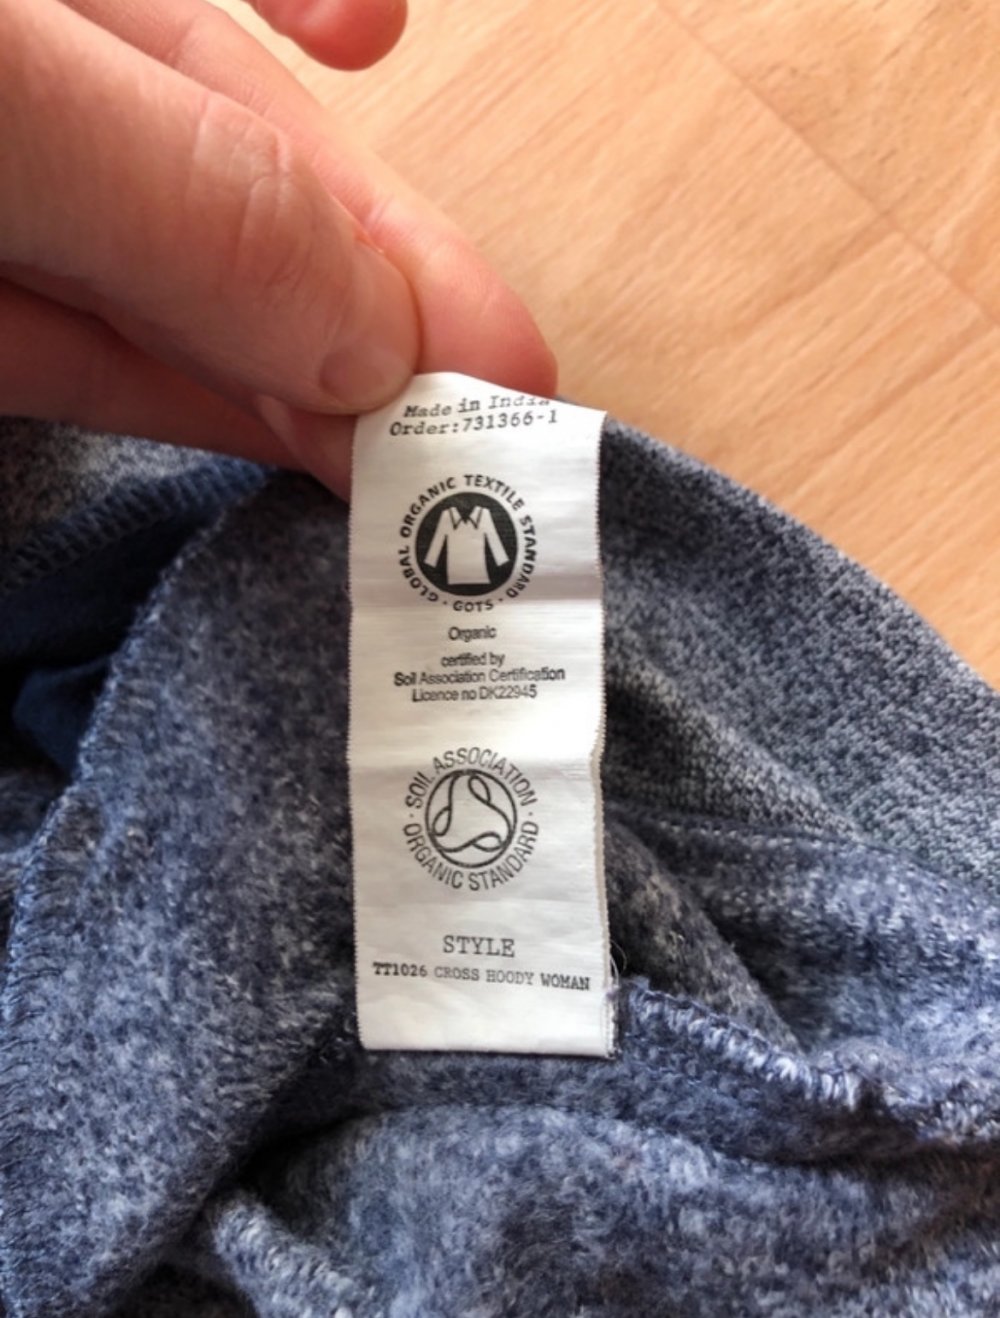 Made in India
Order:731366-1
GLOBAL ORGANIC TEXTILE STANDARD · GOTS ·
Organic
certified by
Soil Association Certification
Licence no DK22945
SOIL ASSOCIATION
ORGANIC STANDARD
STYLE
TT1026 CROSS HOODY WOMAN